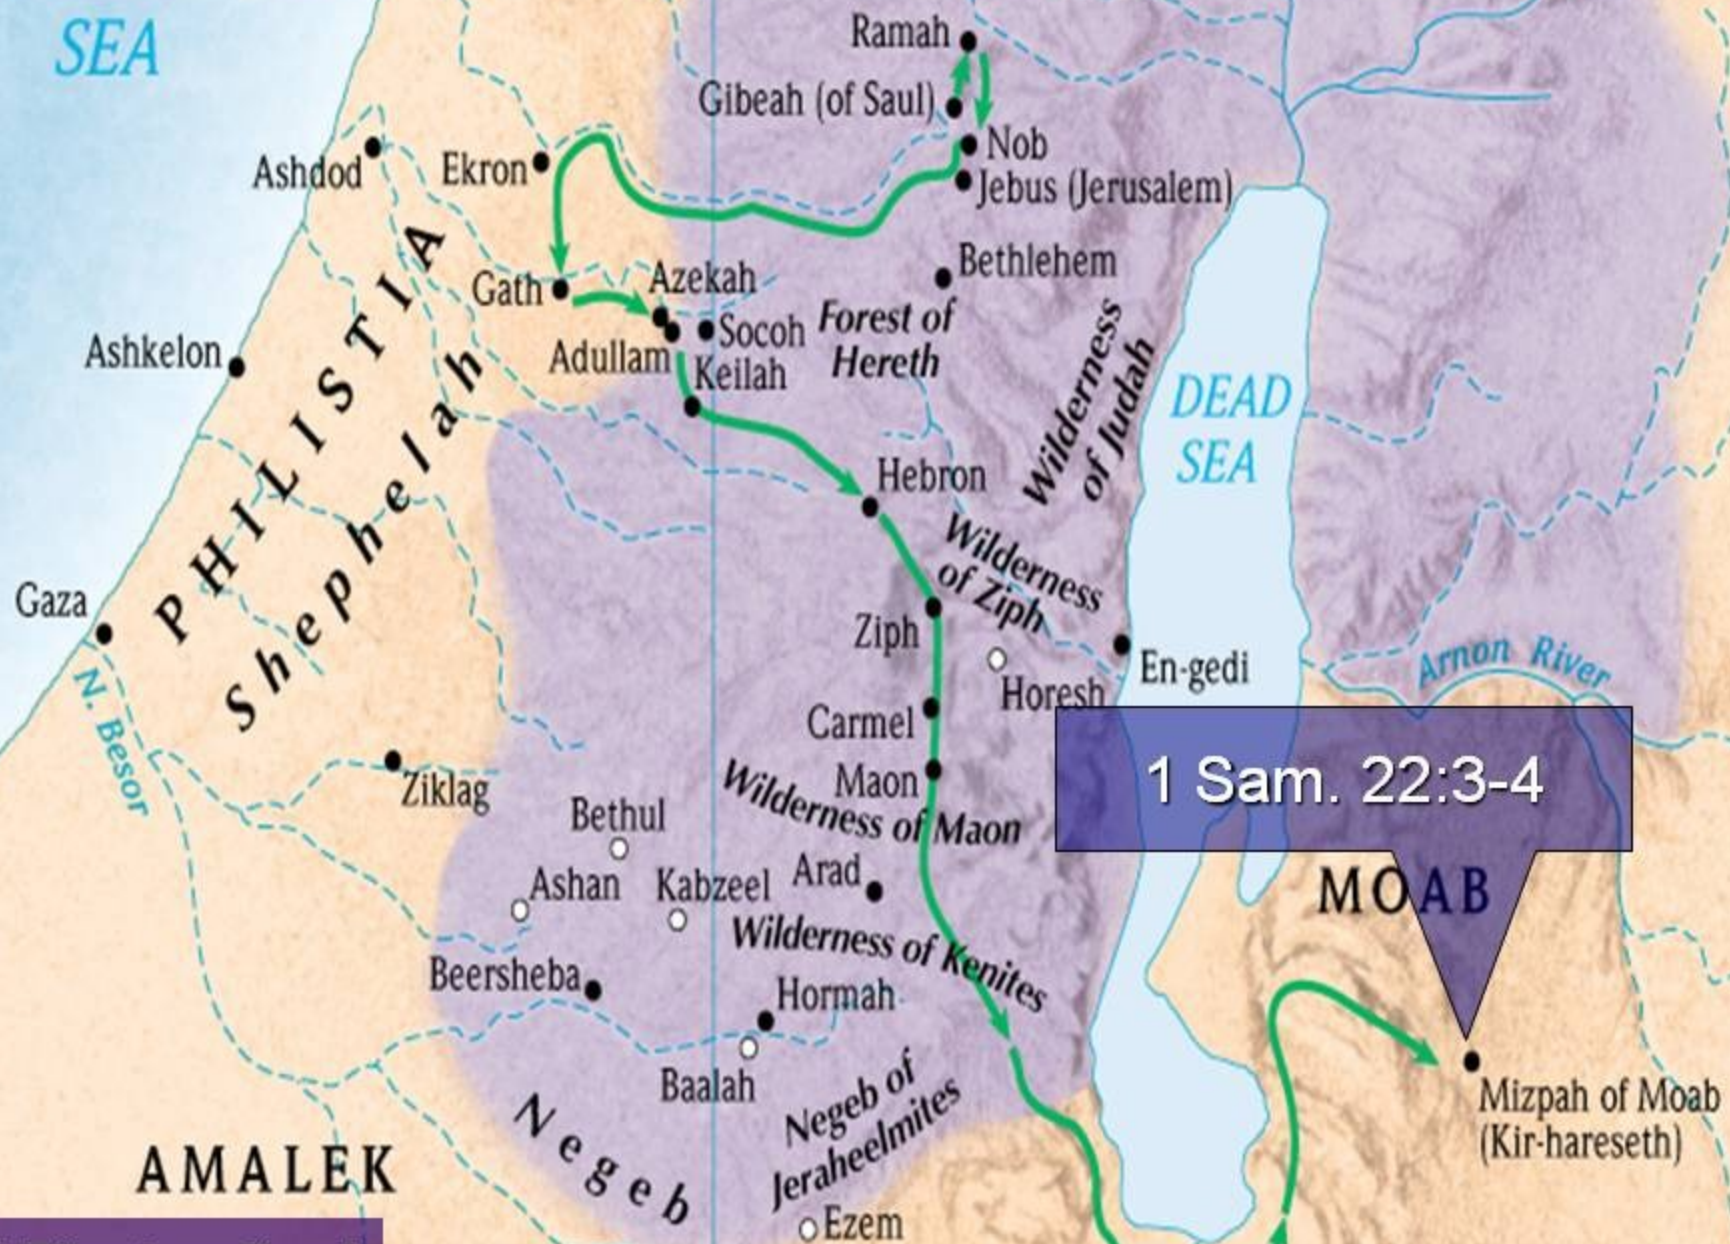 SEA
Ramah
Gibeah (of Saul)
Nob
Jebus (Jerusalem)
Ashdod
Ekron
Bethlehem
Gath
Azekah
Socoh
Adullam
Keilah
Forest of
Hereth
Ashkelon
PHILISTIA
Shephelah
Wilderness
of Judah
DEAD
SEA
Hebron
Wilderness
of Ziph
Gaza
N. Besor
Ziph
Horesh
En-gedi
Arnon River
Carmel
Maon
Wilderness of Maon
1 Sam. 22:3-4
Ziklag
Bethul
Ashan
Kabzeel
Arad
MOAB
Wilderness of Kenites
Beersheba
Hormah
Baalah
Negeb
Negeb of
Jeraheelmites
Mizpah of Moab
(Kir-hareseth)
AMALEK
Ezem